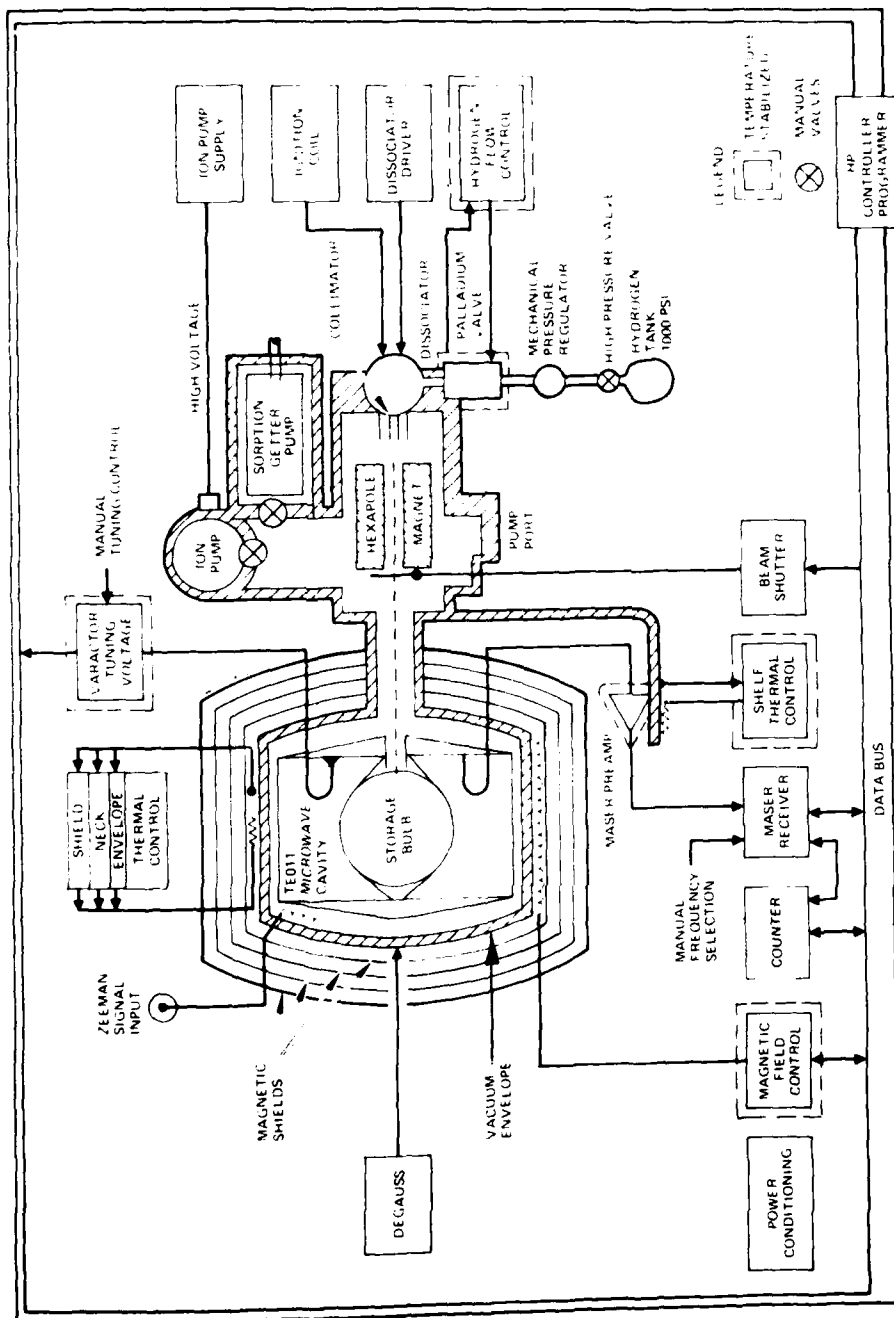 ION PUMP
SUPPLY
IGNITION
COIL
DISSOCIATOR
DRIVER
HYDROGEN
FLOW
CONTROL
LEGEND
TEMPERATURE
STABILIZED
MANUAL
VALVES
HP
CONTROLLER
PROGRAMMER
HIGH VOLTAGE
COLLIMATOR
DISSOCIATOR
PALLADIUM
VALVE
MECHANICAL
PRESSURE
REGULATOR
HIGH PRESSURE VALVE
HYDROGEN
TANK
1000 PSI
MANUAL TUNING CONTROL
VARACTOR
TUNING
VOLTAGE
ION
PUMP
SORPTION
GETTER
PUMP
HEXAPOLE
MAGNET
PUMP
PORT
BEAM
SHUTTER
SHIELD
NECK
ENVELOPE
THERMAL
CONTROL
TE011
MICROWAVE
CAVITY
STORAGE
BULB
MASER PREAMP
SHELF
THERMAL
CONTROL
MASER
RECEIVER
DATA BUS
ZEEMAN
SIGNAL
INPUT
MAGNETIC
SHIELDS
VACUUM
ENVELOPE
MANUAL
FREQUENCY
SELECTION
COUNTER
MAGNETIC
FIELD
CONTROL
DEGAUSS
POWER
CONDITIONING